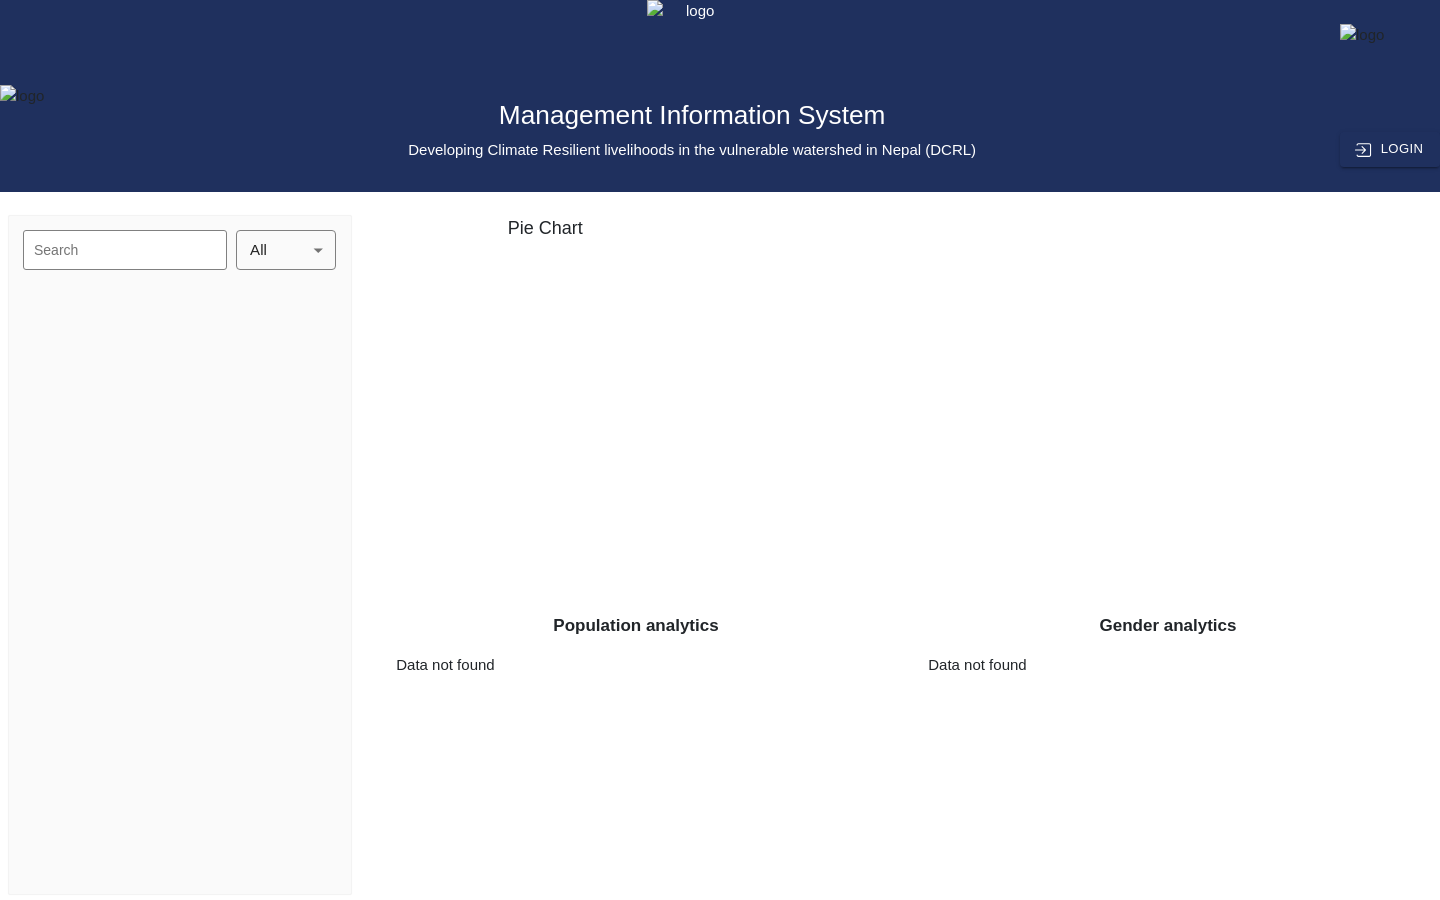 logo
logo
logo
Management Information System
Developing Climate Resilient livelihoods in the vulnerable watershed in Nepal (DCRL)
LOGIN
Search
All
Pie Chart
Population analytics
Gender analytics
Data not found
Data not found